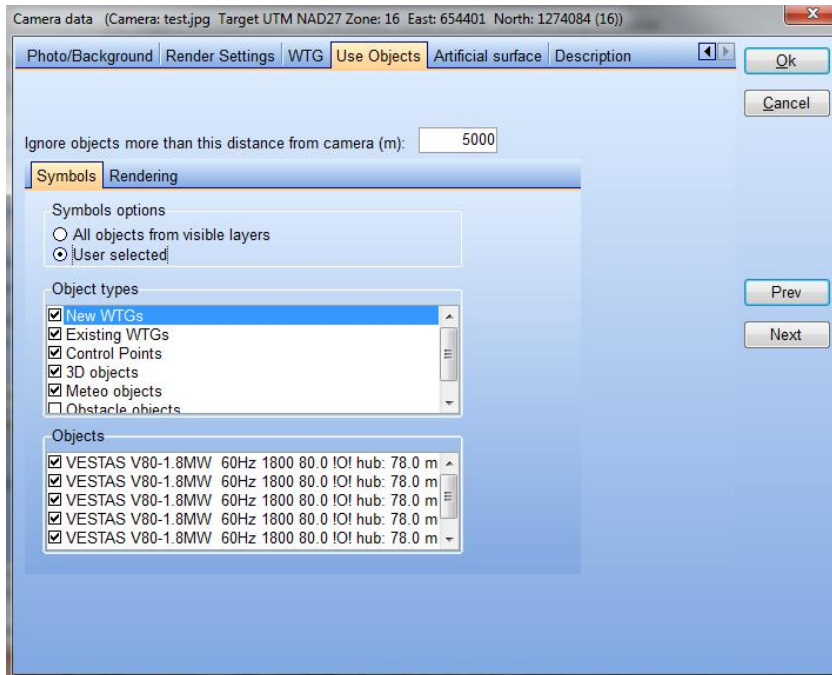 Camera data (Camera: test.jpg Target UTM NAD27 Zone: 16 East: 654401 North: 1274084 (16))
Photo/Background Render Settings WTG Use Objects Artificial surface Description
Ok
Cancel
Ignore objects more than this distance from camera (m): 5000
Symbols Rendering
Symbols options
All objects from visible layers
User selected
Object types
New WTGs
Prev
Existing WTGs
Next
Control Points
3D objects
Meteo objects
Obstacle objects
Objects
VESTAS V80-1.8MW 60Hz 1800 80.0 !O! hub: 78.0 m
VESTAS V80-1.8MW 60Hz 1800 80.0 !O! hub: 78.0 m
VESTAS V80-1.8MW 60Hz 1800 80.0 !O! hub: 78.0 m
VESTAS V80-1.8MW 60Hz 1800 80.0 !O! hub: 78.0 m
VESTAS V80-1.8MW 60Hz 1800 80.0 !O! hub: 78.0 m